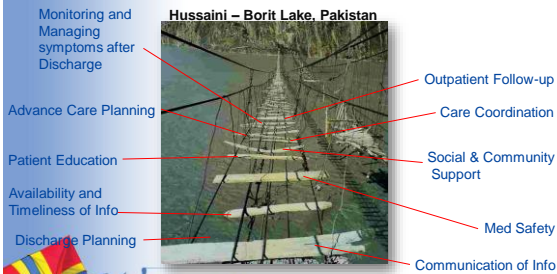 Hussaini – Borit Lake, Pakistan
Monitoring and
Managing
symptoms after
Discharge
Advance Care Planning
Patient Education
Availability and
Timeliness of Info
Discharge Planning
Outpatient Follow-up
Care Coordination
Social & Community
Support
Med Safety
Communication of Info